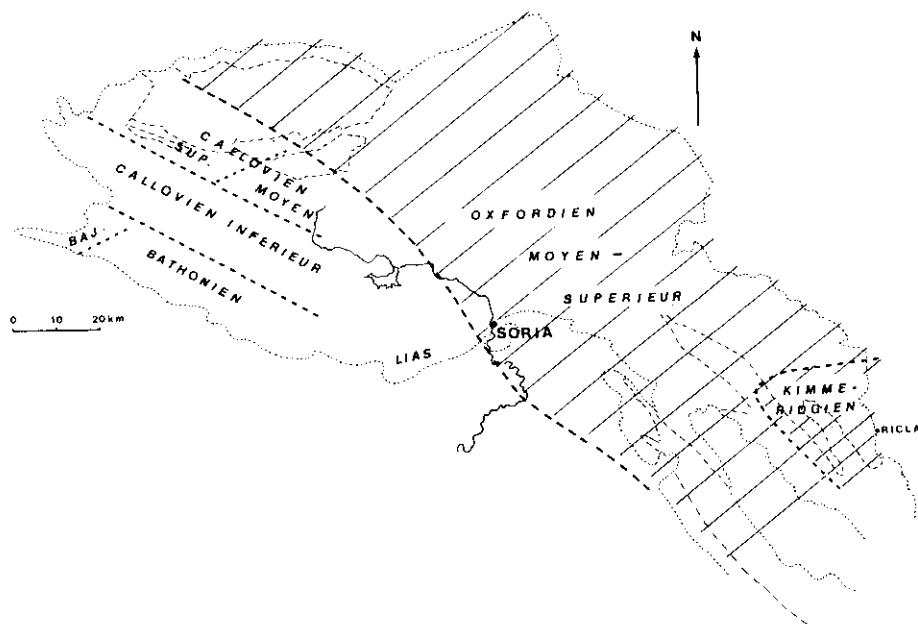 N
CALLOVIEN
SUP.
MOYEN
CALLOVIEN INFERIEUR
OXFORDIEN
MOYEN –
SUPERIEUR
BAJ.
BATHONIEN
0 10 20km
SORIA
LIAS
KIMME-
RIDGIEN
RICLA